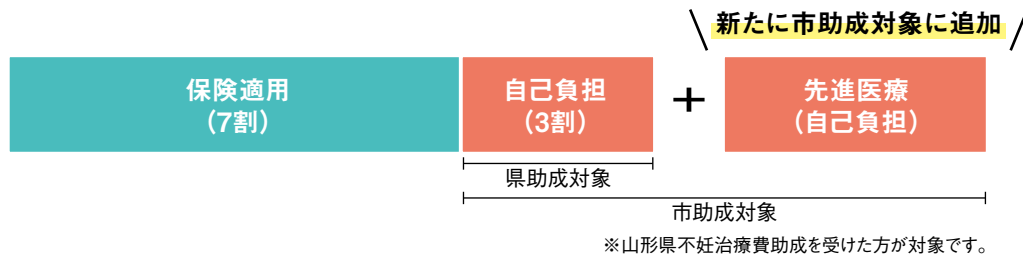 新たに市助成対象に追加
保険適用
（7割）
自己負担
（3割）
+
先進医療
（自己負担）
県助成対象
市助成対象
※山形県不妊治療費助成を受けた方が対象です。